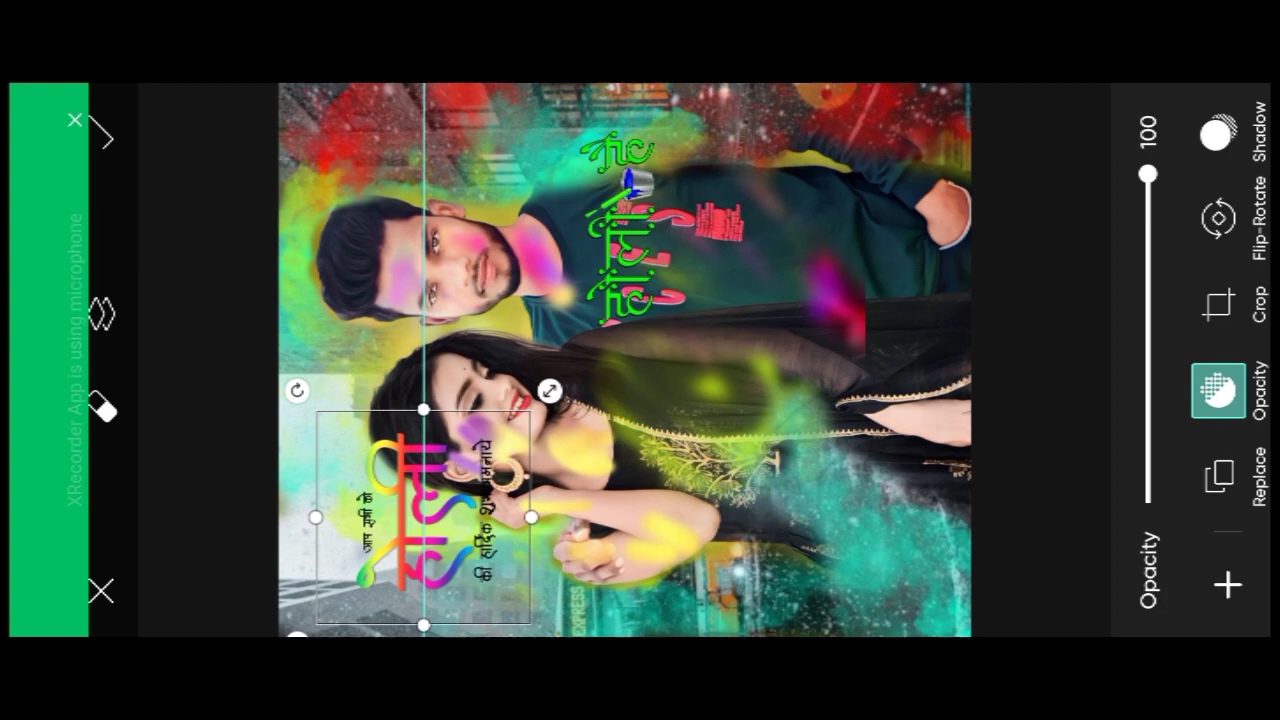 XRecorder App is using microphone
आप सभी को
होली
की हार्दिक शुभकामनाये
EXPRESS
Opacity
100
Replace
Opacity
Crop
Flip-Rotate
Shadow